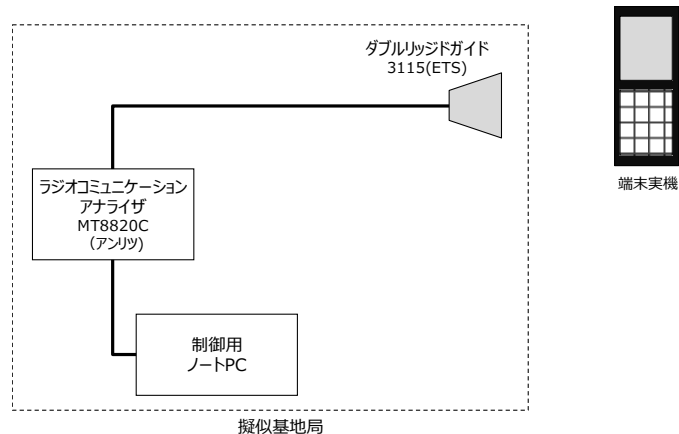 ダブルリッジドガイド
3115(ETS)
ラジオコミュニケーション
アナライザ
MT8820C
(アンリツ)
端末実機
制御用
ノートPC
擬似基地局